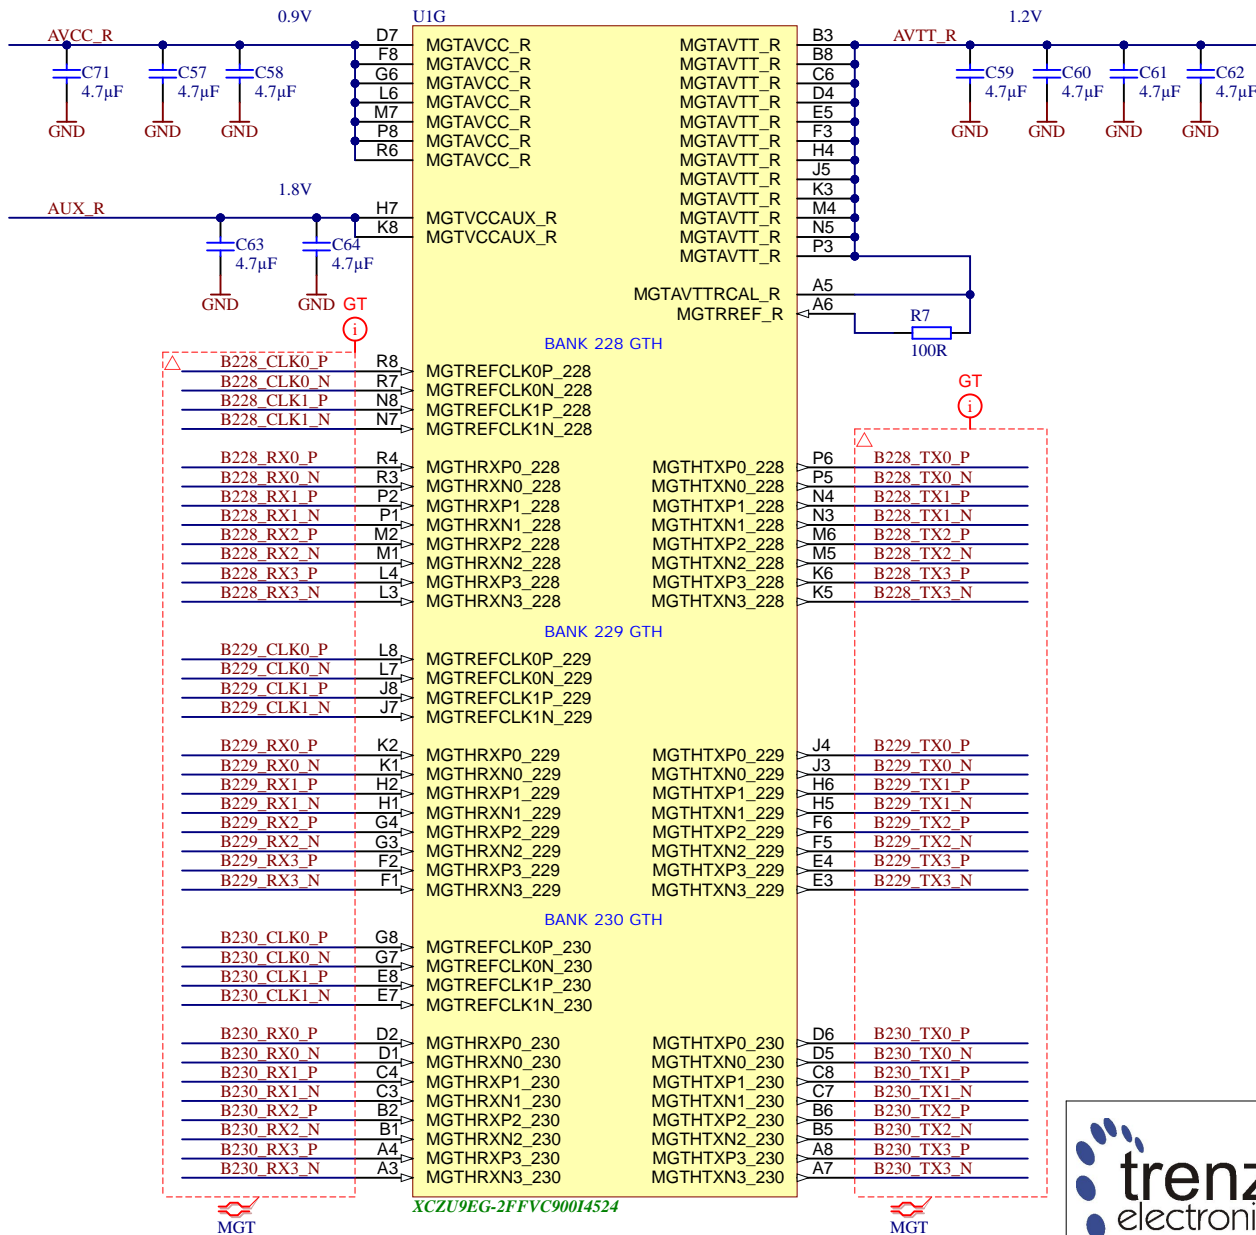 0.9V
U1G
1.2V
AVCC_R
D7
MGTAVCC_R
MGTAVTT_R
B3
AVTT_R
F8
MGTAVCC_R
MGTAVTT_R
B8
C71
C57
C58
G6
MGTAVCC_R
MGTAVTT_R
C6
C59
C60
C61
C62
4.7µF
4.7µF
4.7µF
L6
MGTAVCC_R
MGTAVTT_R
D4
4.7µF
4.7µF
4.7µF
4.7µF
M7
MGTAVCC_R
MGTAVTT_R
E5
GND
GND
GND
P8
MGTAVCC_R
MGTAVTT_R
F3
GND
GND
GND
GND
R6
MGTAVCC_R
MGTAVTT_R
H4
MGTAVTT_R
J5
1.8V
MGTAVTT_R
K3
AUX_R
H7
MGTVCCAUX_R
MGTAVTT_R
M4
K8
MGTVCCAUX_R
MGTAVTT_R
N5
C63
C64
MGTAVTT_R
P3
4.7µF
4.7µF
GND
GND
MGTAVTTRCAL_R
A5
MGTRREF_R
A6
R7
100R
GT
i
BANK 228 GTH
B228_CLK0_P
R8
MGTREFCLK0P_228
B228_CLK0_N
R7
MGTREFCLK0N_228
B228_CLK1_P
N8
MGTREFCLK1P_228
B228_CLK1_N
N7
MGTREFCLK1N_228
GT
i
B228_RX0_P
R4
MGTHRXP0_228
MGTHTXP0_228
P6
B228_TX0_P
B228_RX0_N
R3
MGTHRXN0_228
MGTHTXN0_228
P5
B228_TX0_N
B228_RX1_P
P2
MGTHRXP1_228
MGTHTXP1_228
N4
B228_TX1_P
B228_RX1_N
P1
MGTHRXN1_228
MGTHTXN1_228
N3
B228_TX1_N
B228_RX2_P
M2
MGTHRXP2_228
MGTHTXP2_228
M6
B228_TX2_P
B228_RX2_N
M1
MGTHRXN2_228
MGTHTXN2_228
M5
B228_TX2_N
B228_RX3_P
L4
MGTHRXP3_228
MGTHTXP3_228
K6
B228_TX3_P
B228_RX3_N
L3
MGTHRXN3_228
MGTHTXN3_228
K5
B228_TX3_N
BANK 229 GTH
B229_CLK0_P
L8
MGTREFCLK0P_229
B229_CLK0_N
L7
MGTREFCLK0N_229
B229_CLK1_P
J8
MGTREFCLK1P_229
B229_CLK1_N
J7
MGTREFCLK1N_229
B229_RX0_P
K2
MGTHRXP0_229
MGTHTXP0_229
J4
B229_TX0_P
B229_RX0_N
K1
MGTHRXN0_229
MGTHTXN0_229
J3
B229_TX0_N
B229_RX1_P
H2
MGTHRXP1_229
MGTHTXP1_229
H6
B229_TX1_P
B229_RX1_N
H1
MGTHRXN1_229
MGTHTXN1_229
H5
B229_TX1_N
B229_RX2_P
G4
MGTHRXP2_229
MGTHTXP2_229
F6
B229_TX2_P
B229_RX2_N
G3
MGTHRXN2_229
MGTHTXN2_229
F5
B229_TX2_N
B229_RX3_P
F2
MGTHRXP3_229
MGTHTXP3_229
E4
B229_TX3_P
B229_RX3_N
F1
MGTHRXN3_229
MGTHTXN3_229
E3
B229_TX3_N
BANK 230 GTH
B230_CLK0_P
G8
MGTREFCLK0P_230
B230_CLK0_N
G7
MGTREFCLK0N_230
B230_CLK1_P
E8
MGTREFCLK1P_230
B230_CLK1_N
E7
MGTREFCLK1N_230
B230_RX0_P
D2
MGTHRXP0_230
MGTHTXP0_230
D6
B230_TX0_P
B230_RX0_N
D1
MGTHRXN0_230
MGTHTXN0_230
D5
B230_TX0_N
B230_RX1_P
C4
MGTHRXP1_230
MGTHTXP1_230
C8
B230_TX1_P
B230_RX1_N
C3
MGTHRXN1_230
MGTHTXN1_230
C7
B230_TX1_N
B230_RX2_P
B2
MGTHRXP2_230
MGTHTXP2_230
B6
B230_TX2_P
B230_RX2_N
B1
MGTHRXN2_230
MGTHTXN2_230
B5
B230_TX2_N
B230_RX3_P
A4
MGTHRXP3_230
MGTHTXP3_230
A8
B230_TX3_P
B230_RX3_N
A3
MGTHRXN3_230
MGTHTXN3_230
A7
B230_TX3_N
MGT
XCZU9EG-2FFVC900I4524
MGT
trenz
electroni